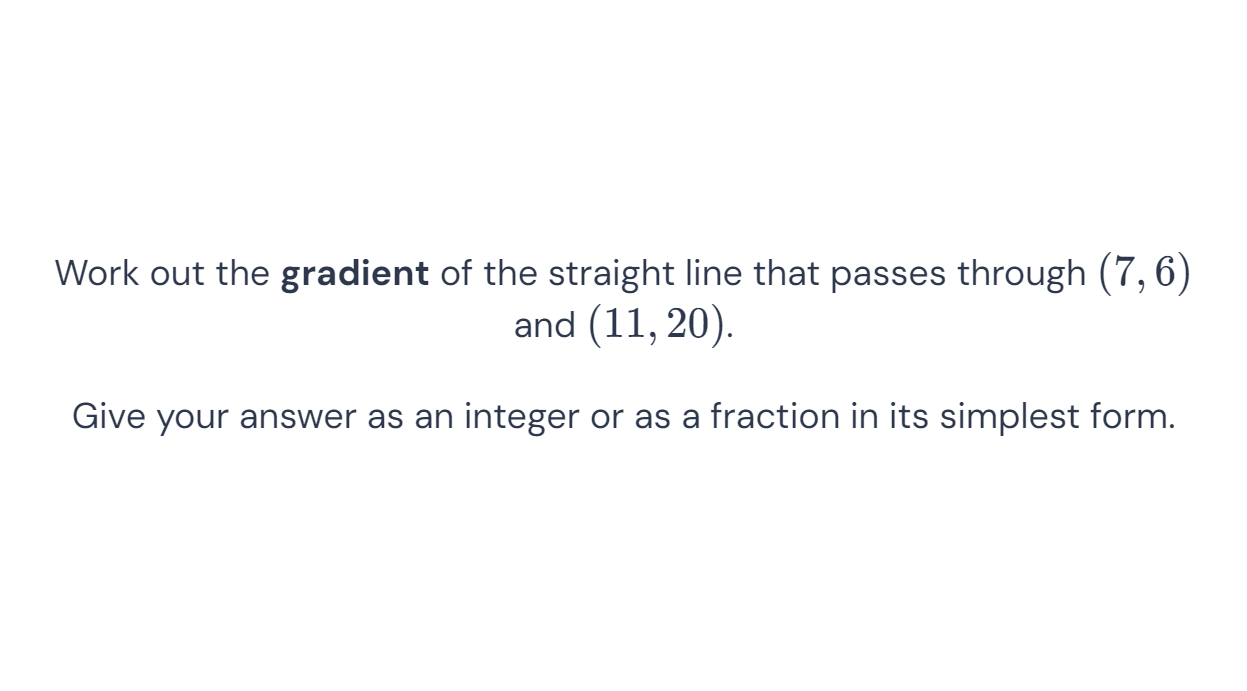 Work out the gradient of the straight line that passes through (7, 6)
and (11, 20).
Give your answer as an integer or as a fraction in its simplest form.